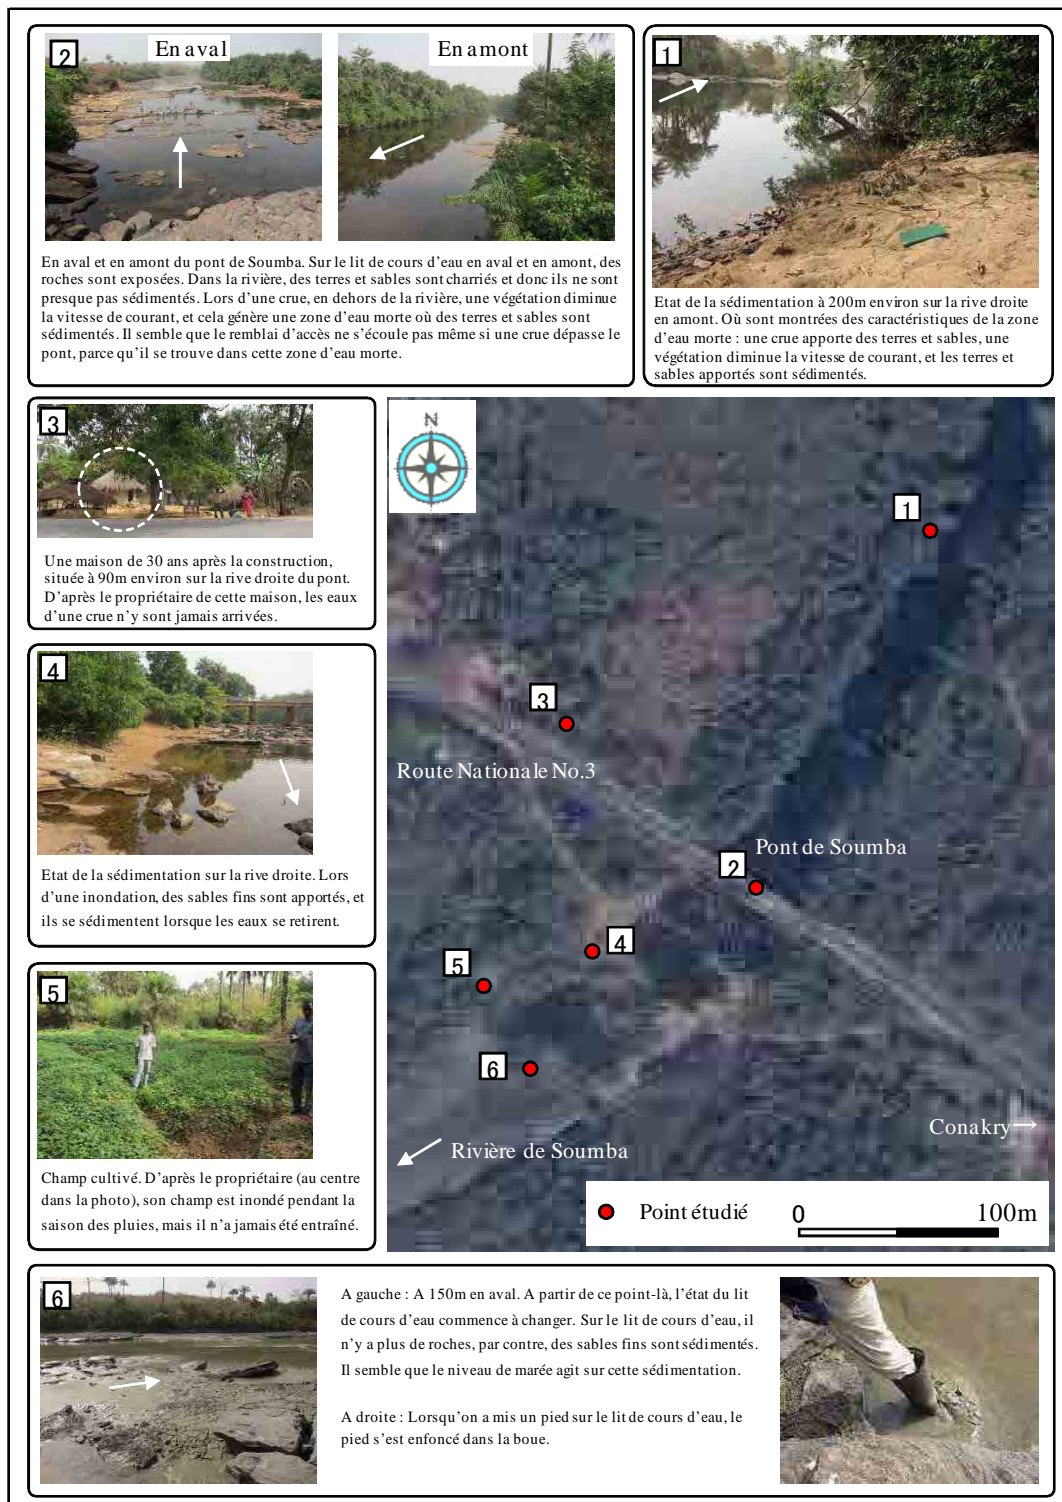 2
En aval
En amont
En aval et en amont du pont de Soumba. Sur le lit de cours d'eau en aval et en amont, des
roches sont exposées. Dans la rivière, des terres et sables sont charriés et donc ils ne sont
presque pas sédimentés. Lors d'une crue, en dehors de la rivière, une végétation diminue
la vitesse de courant, et cela génère une zone d'eau morte où des terres et sables sont
sédimentés. Il semble que le remblai d'accès ne s'écoule pas même si une crue dépasse le
pont, parce qu'il se trouve dans cette zone d'eau morte.
1
Etat de la sédimentation à 200m environ sur la rive droite
en amont. Où sont montrées des caractéristiques de la zone
d'eau morte : une crue apporte des terres et sables, une
végétation diminue la vitesse de courant, et les terres et
sables apportés sont sédimentés.
3
Une maison de 30 ans après la construction,
située à 90m environ sur la rive droite du pont.
D'après le propriétaire de cette maison, les eaux
d'une crue n'y sont jamais arrivées.
4
Etat de la sédimentation sur la rive droite. Lors
d'une inondation, des sables fins sont apportés, et
ils se sédimentent lorsque les eaux se retirent.
5
Champ cultivé. D'après le propriétaire (au centre
dans la photo), son champ est inondé pendant la
saison des pluies, mais il n'a jamais été entraîné.
N
1
3
Route Nationale No.3
Pont de Soumba
2
4
5
6
Conakry→
Rivière de Soumba
Point étudié
0 100m
6
A gauche : A 150m en aval. A partir de ce point-là, l'état du lit
de cours d'eau commence à changer. Sur le lit de cours d'eau, il
n'y a plus de roches, par contre, des sables fins sont sédimentés.
Il semble que le niveau de marée agit sur cette sédimentation.
A droite : Lorsqu'on a mis un pied sur le lit de cours d'eau, le
pied s'est enfoncé dans la boue.